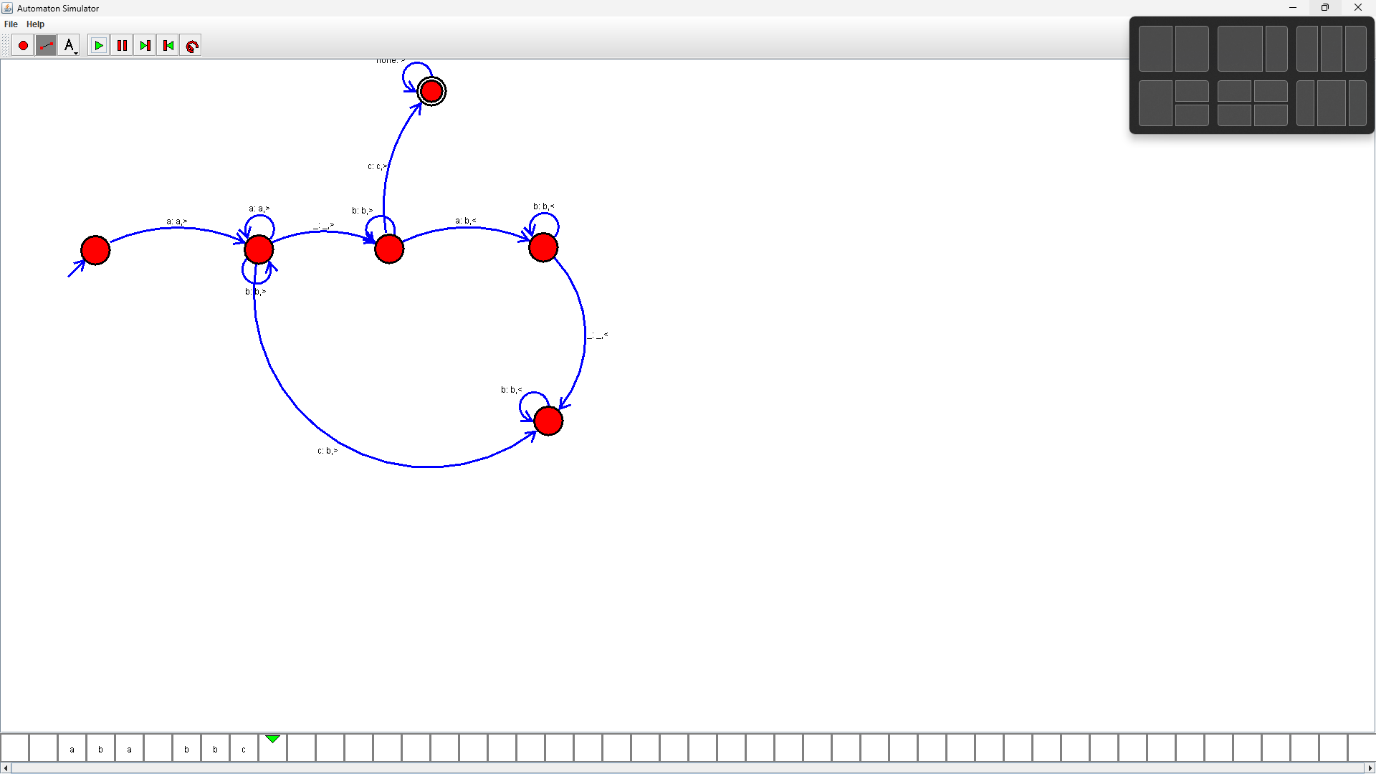 Automaton Simulator
File Help
A
none: >
c: c,>
a: a,>
a: a,>
_: _,>
b: b,>
a: b,<
b: b,<
b: b,>
_: _,<
b: b,<
c: b,>
a b a b b c